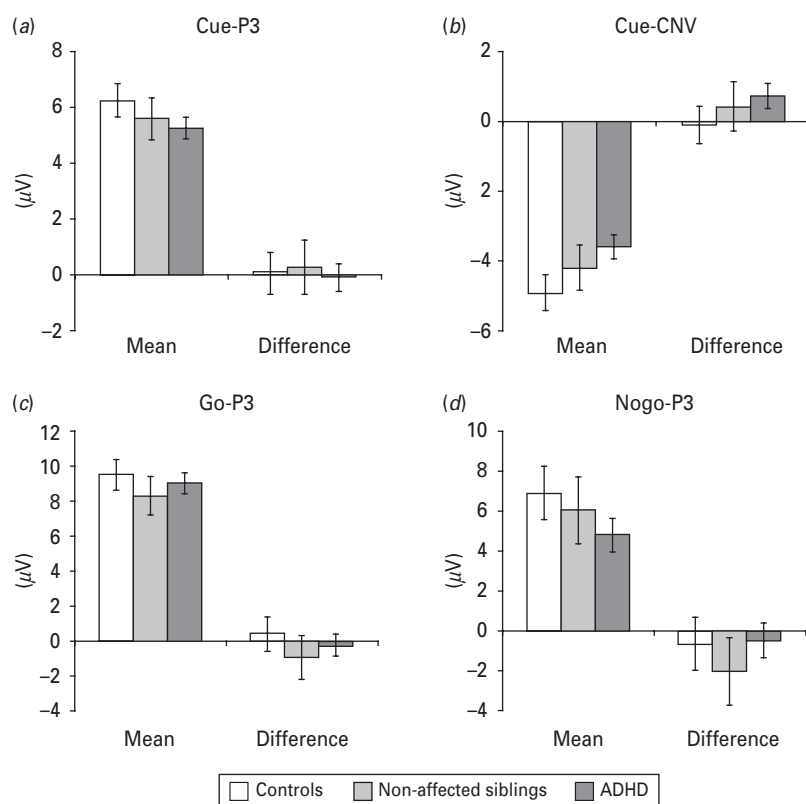 (a) Cue-P3
8
6
4
2
0
–2
(μV)
Mean Difference
(b) Cue-CNV
2
0
2
–4
–6
(μV)
Mean Difference
(c) Go-P3
12
10
8
6
4
2
0
–2
–4
(μV)
Mean Difference
(d) Nogo-P3
10
8
6
4
2
0
–2
–4
(μV)
Mean Difference
Controls Non-affected siblings ADHD